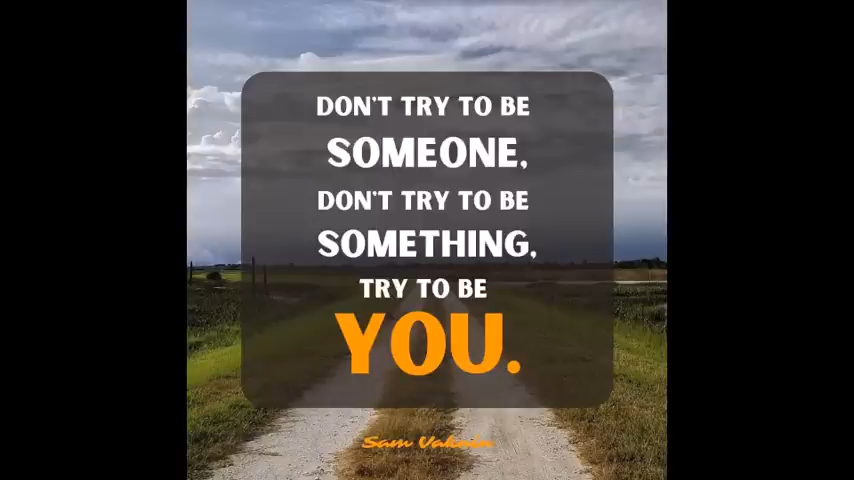 DON'T TRY TO BE
SOMEONE,
DON'T TRY TO BE
SOMETHING,
TRY TO BE
YOU.
Sam Vaknin